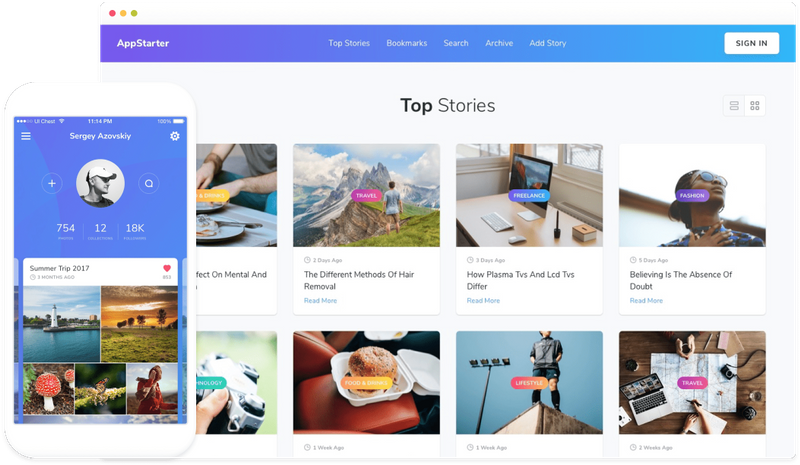 AppStarter
Top Stories
Bookmarks
Search
Archive
Add Story
SIGN IN
Top Stories
& DRINKS
TRAVEL
FREELANCE
FASHION
2 Days Ago
3 Days Ago
5 Days Ago
fect On Mental And
The Different Methods Of Hair
Removal
How Plasma Tvs And Lcd Tvs
Differ
Believing Is The Absence Of
Doubt
Read More
Read More
Read More
NOLOGY
FOOD & DRINKS
LIFESTYLE
TRAVEL
1 Week Ago
1 Week Ago
2 Weeks Ago
UI Chest
11:14 PM
100%
Sergey Azovskiy
754
12
18K
PHOTOS
COLLECTIONS
FOLLOWERS
Summer Trip 2017
3 MONTHS AGO